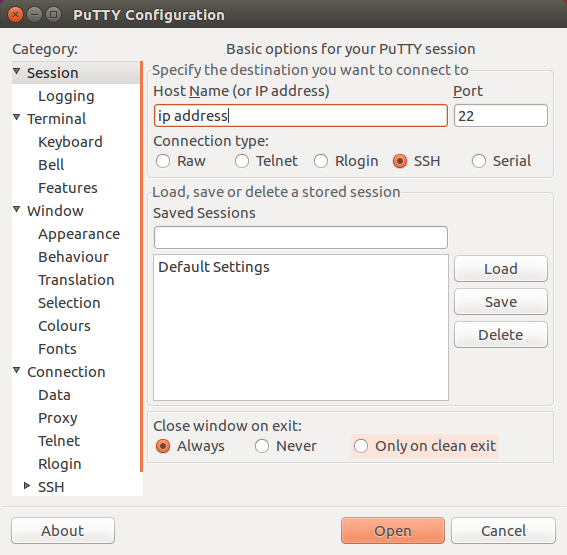 PuTTY Configuration
Category:
Basic options for your PuTTY session
Session
Logging
Terminal
Keyboard
Bell
Features
Window
Appearance
Behaviour
Translation
Selection
Colours
Fonts
Connection
Data
Proxy
Telnet
Rlogin
SSH
Specify the destination you want to connect to
Host Name (or IP address) Port
ip address 22
Connection type:
Raw Telnet Rlogin SSH Serial
Load, save or delete a stored session
Saved Sessions
Default Settings
Load
Save
Delete
Close window on exit:
Always Never Only on clean exit
About Open Cancel